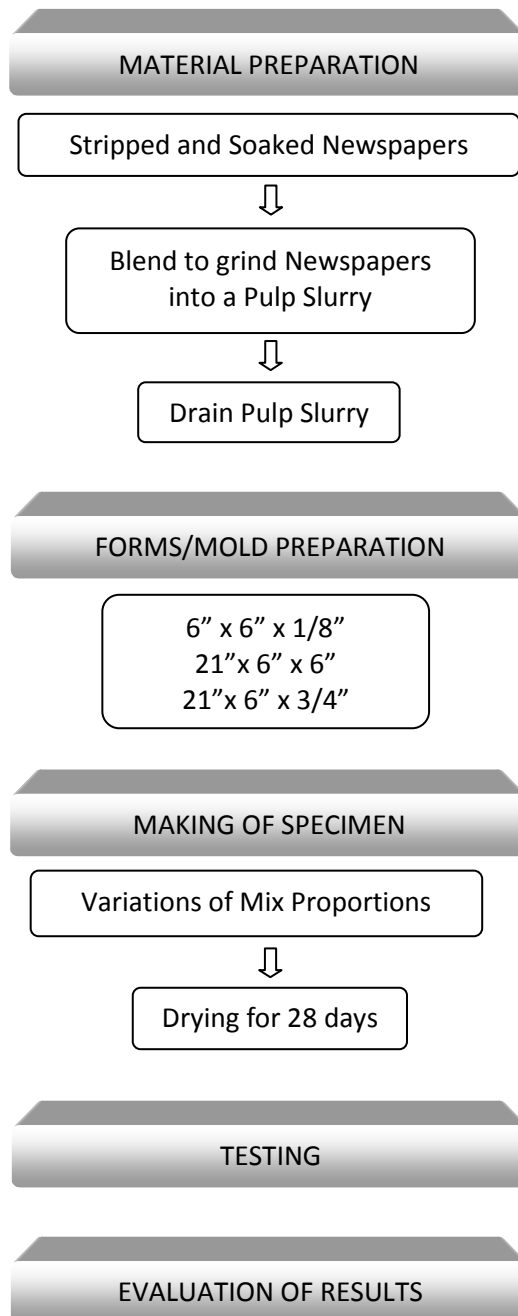 MATERIAL PREPARATION
Stripped and Soaked Newspapers
Blend to grind Newspapers
into a Pulp Slurry
Drain Pulp Slurry
FORMS/MOLD PREPARATION
6” x 6” x 1/8”
21”x 6” x 6”
21”x 6” x 3/4”
MAKING OF SPECIMEN
Variations of Mix Proportions
Drying for 28 days
TESTING
EVALUATION OF RESULTS